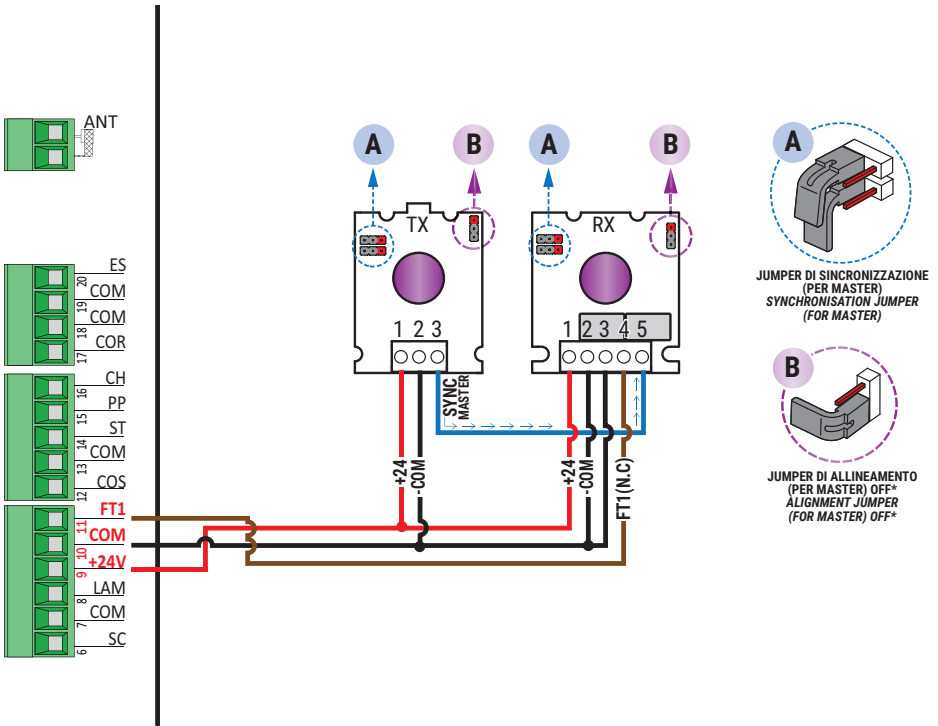 ANT
A
B
A
B
A
TX
RX
1 2 3
1 2 3 4 5
SYNC
MASTER
+24
-COM
+24
-COM
FT1(N.C)
JUMPER DI SINCRONIZZAZIONE
(PER MASTER)
SYNCHRONISATION JUMPER
(FOR MASTER)
B
JUMPER DI ALLINEAMENTO
(PER MASTER) OFF*
ALIGNMENT JUMPER
(FOR MASTER) OFF*
ES
20
COM
19
COM
18
COR
17
CH
16
PP
15
ST
14
COM
13
COS
12
FT1
11
COM
10
+24V
9
LAM
8
COM
7
SC
6